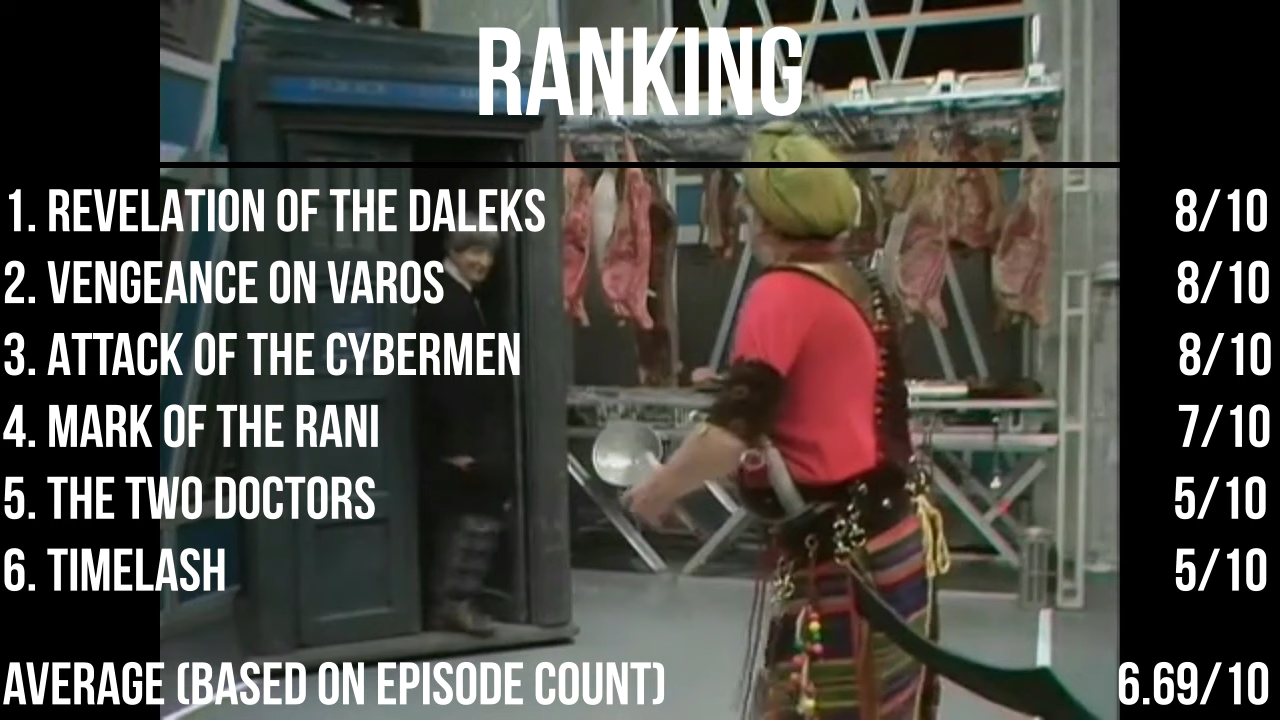 RANKING
1. REVELATION OF THE DALEKS 8/10
2. VENGEANCE ON VAROS 8/10
3. ATTACK OF THE CYBERMEN 8/10
4. MARK OF THE RANI 7/10
5. THE TWO DOCTORS 5/10
6. TIMELASH 5/10
AVERAGE (BASED ON EPISODE COUNT) 6.69/10